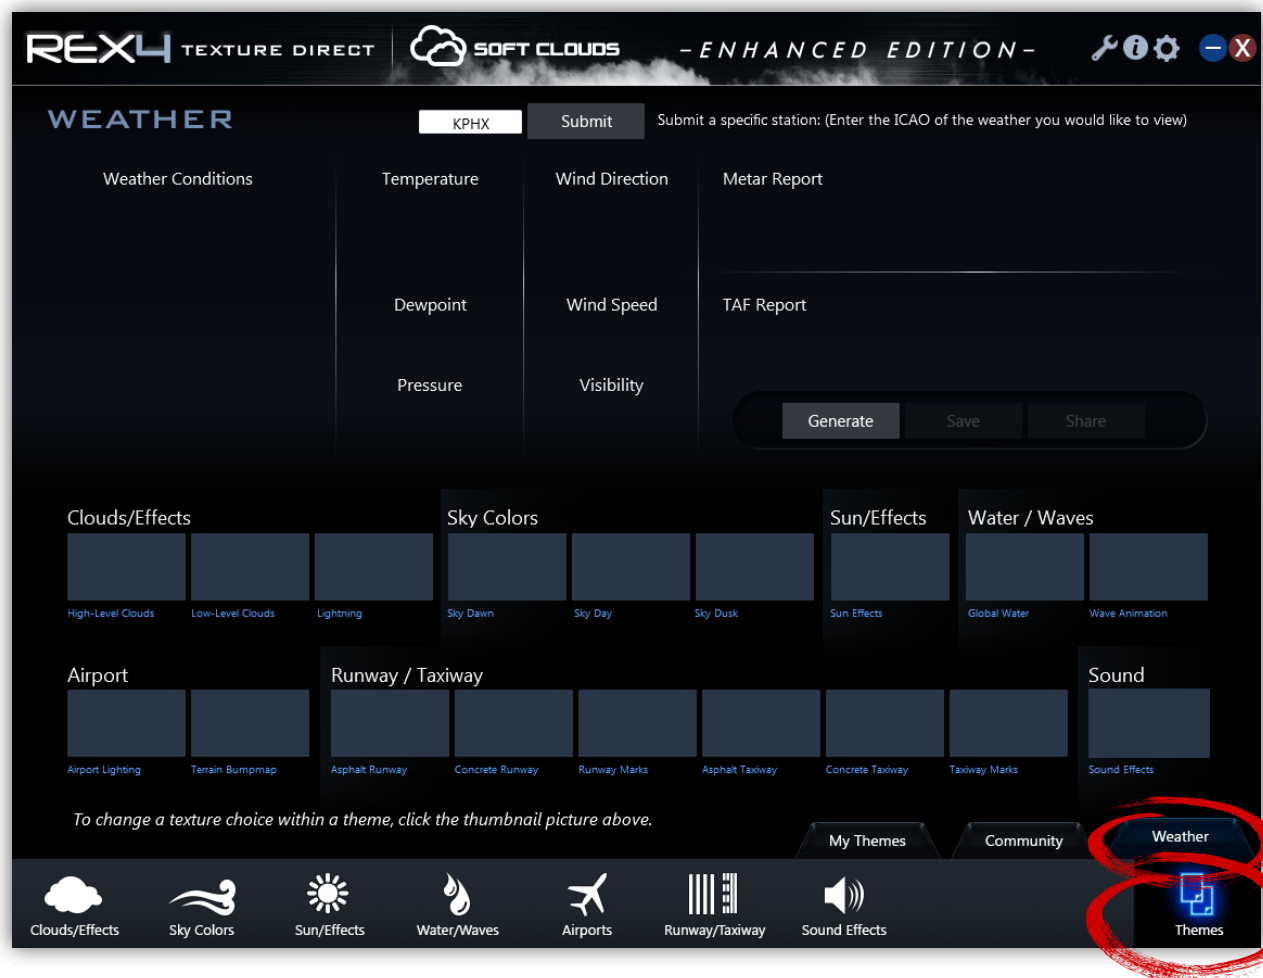 REX4 TEXTURE DIRECT SOFT CLOUDS -ENHANCED EDITION- X
WEATHER KPHX Submit Submit a specific station: (Enter the ICAO of the weather you would like to view)
Weather Conditions Temperature Wind Direction Metar Report
Dewpoint Wind Speed TAF Report
Pressure Visibility
Generate Save Share
Clouds/Effects Sky Colors Sun/Effects Water / Waves
High-Level Clouds Low-Level Clouds Lightning Sky Dawn Sky Day Sky Dusk Sun Effects Global Water Wave Animation
Airport Runway / Taxiway Sound
Airport Lighting Terrain Bumpmap Asphalt Runway Concrete Runway Runway Marks Asphalt Taxiway Concrete Taxiway Taxiway Marks Sound Effects
To change a texture choice within a theme, click the thumbnail picture above.
My Themes Community Weather
Clouds/Effects Sky Colors Sun/Effects Water/Waves Airports Runway/Taxiway Sound Effects Themes